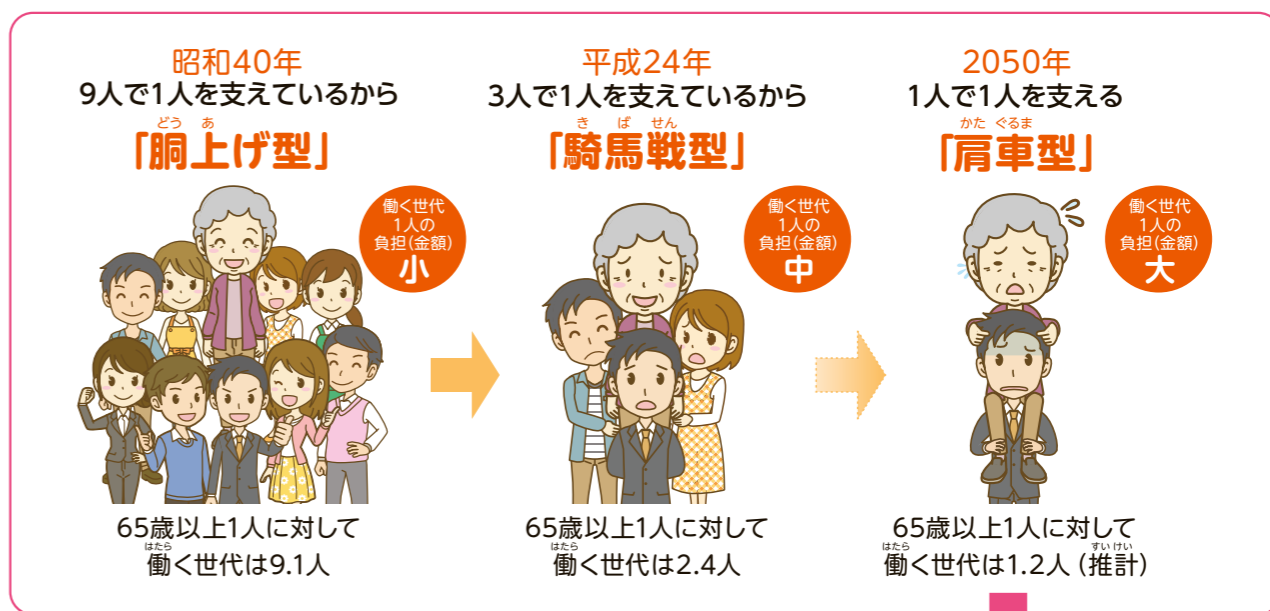 昭和40年
9人で1人を支えているから
どう あ
「胴上げ型」
働く世代
1人の
負担(金額)
小
65歳以上1人に対して
はたら
働く世代は9.1人
平成24年
3人で1人を支えているから
き ば せん
「騎馬戦型」
働く世代
1人の
負担(金額)
中
65歳以上1人に対して
はたら
働く世代は2.4人
2050年
1人で1人を支える
かた ぐるま
「肩車型」
働く世代
1人の
負担(金額)
大
65歳以上1人に対して
はたら すいけい
働く世代は1.2人(推計)